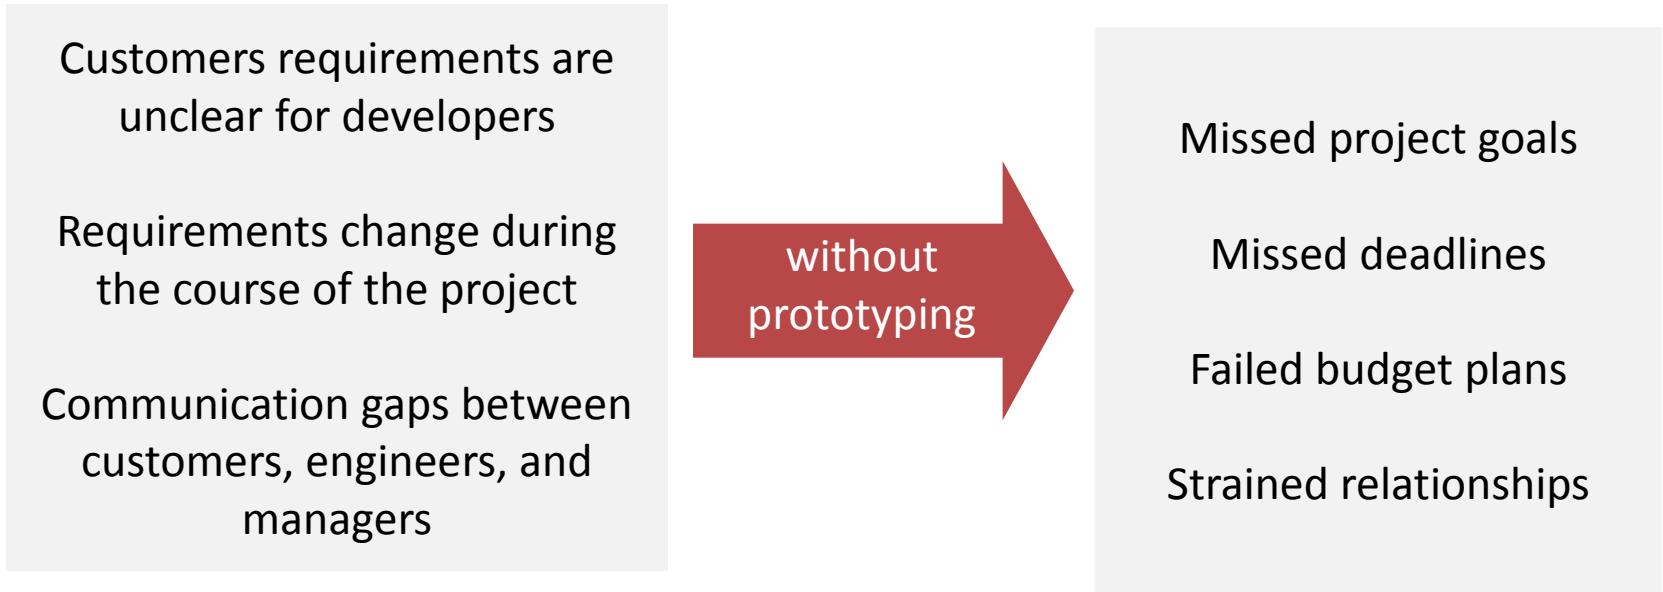 Customers requirements are
unclear for developers
Requirements change during
the course of the project
Communication gaps between
customers, engineers, and
managers
without
prototyping
Missed project goals
Missed deadlines
Failed budget plans
Strained relationships